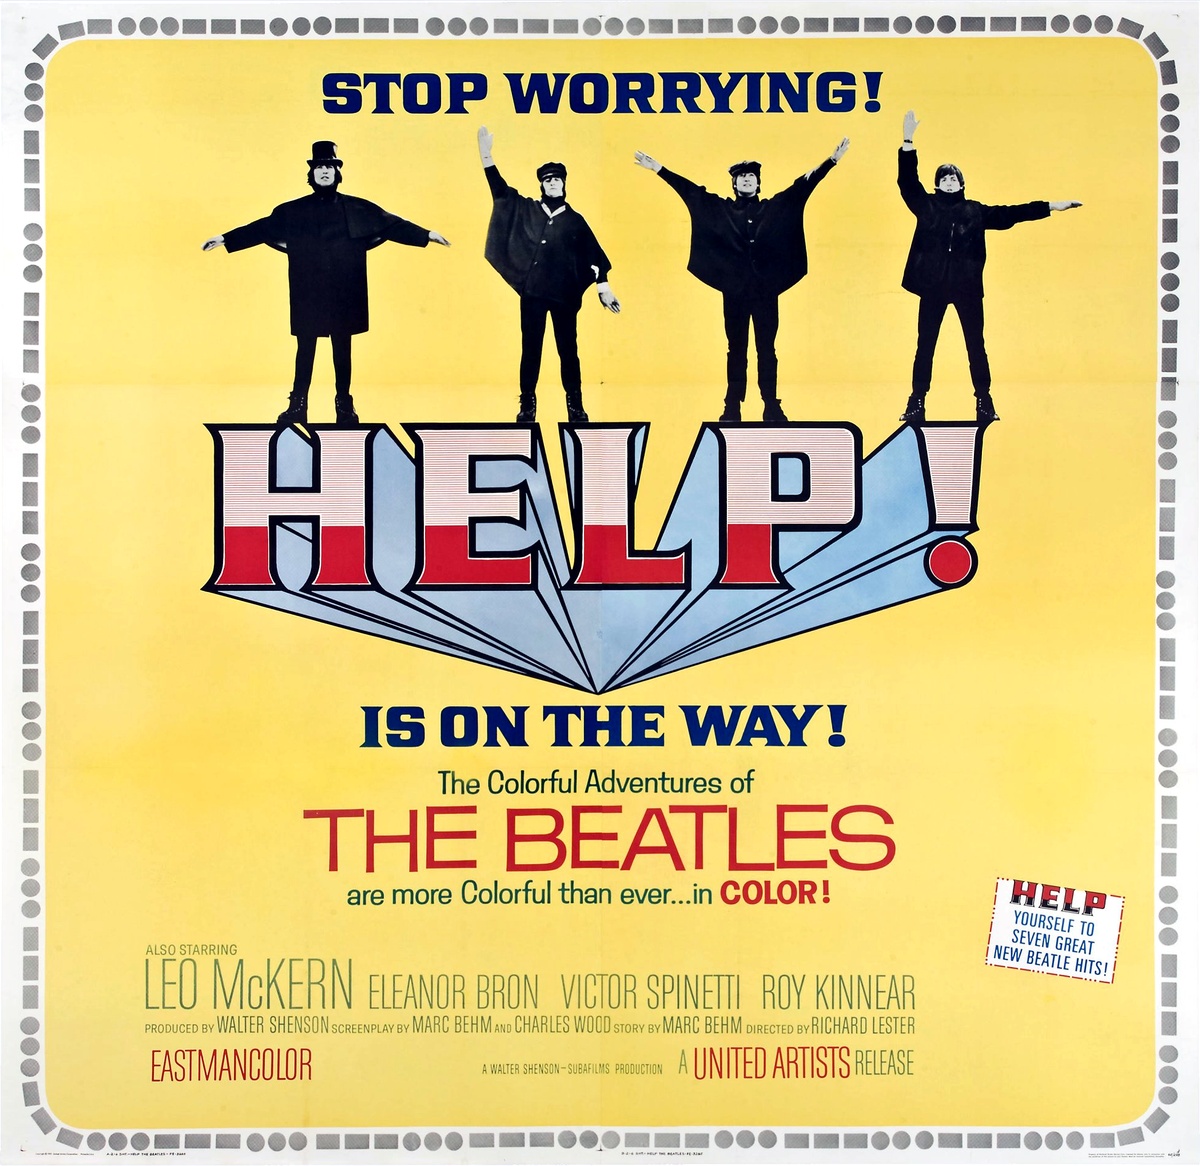 STOP WORRYING!
HELP!
IS ON THE WAY!
The Colorful Adventures of
THE BEATLES
are more Colorful than ever...in COLOR!
HELP
YOURSELF TO
SEVEN GREAT
NEW BEATLE HITS!
ALSO STARRING
LEO McKERN ELEANOR BRON VICTOR SPINETTI ROY KINNEAR
PRODUCED BY WALTER SHENSON SCREENPLAY BY MARC BEHM AND CHARLES WOOD STORY BY MARC BEHM DIRECTED BY RICHARD LESTER
EASTMANCOLOR A WALTER SHENSON-SUBAFILMS PRODUCTION A UNITED ARTISTS RELEASE